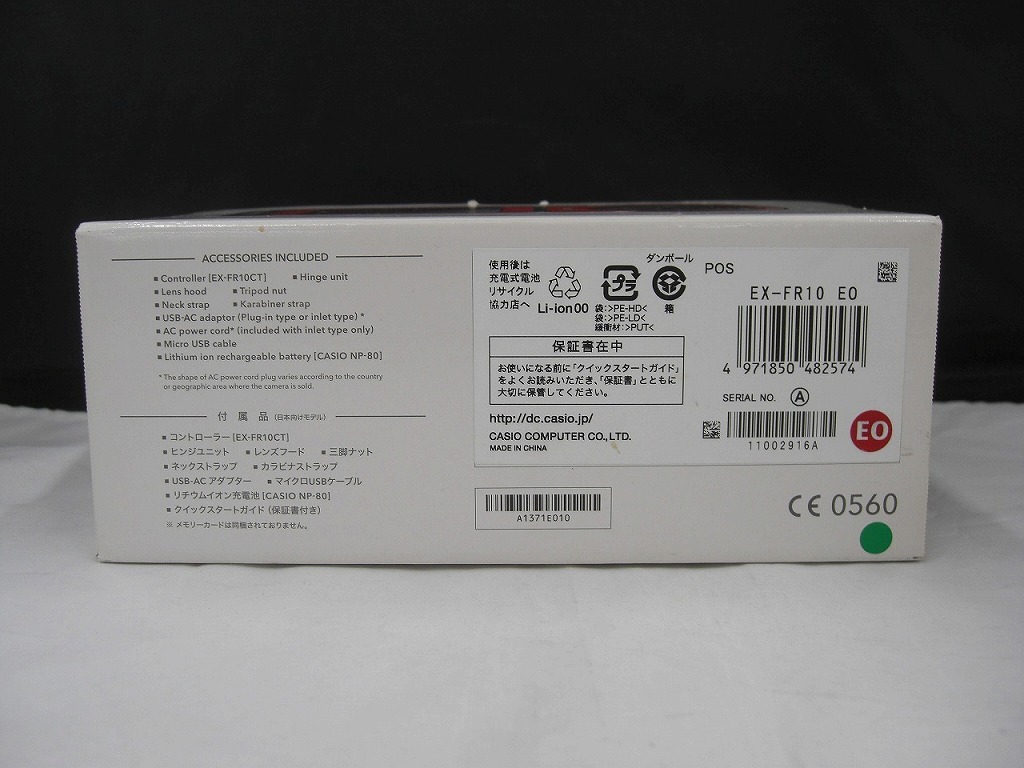 ACCESSORIES INCLUDED
▪ Controller [EX-FR10CT] ▪ Hinge unit
▪ Lens hood ▪ Tripod nut
▪ Neck strap ▪ Karabiner strap
▪ USB-AC adaptor (Plug-in type or inlet type) *
▪ AC power cord* (included with inlet type only)
▪ Micro USB cable
▪ Lithium ion rechargeable battery [CASIO NP-80]
* The shape of AC power cord plug varies according to the country
or geographic area where the camera is sold.
付属品 (日本向けモデル)
▪ コントローラー [EX-FR10CT]
▪ ヒンジユニット ▪ レンズフード ▪ 三脚ナット
▪ ネックストラップ ▪ カラビナストラップ
▪ USB-AC アダプター ▪ マイクロUSBケーブル
▪ リチウムイオン充電池 [CASIO NP-80]
▪ クイックスタートガイド (保証書付き)
※ メモリーカードは同梱されておりません。
使用後は
充電式電池
リサイクル
協力店へ
Li-ion00
プラ
袋:>PE-HD<
袋:>PE-LD<
緩衝材:>PUT<
ダンボール
箱
保証書在中
お使いになる前に「クイックスタートガイド」
をよくお読みいただき、「保証書」とともに
大切に保管してください。
http://dc.casio.jp/
CASIO COMPUTER CO., LTD.
MADE IN CHINA
POS
EX-FR10 EO
4 971850 482574
SERIAL NO. A
11002916A
EO
A1371E010
CE 0560